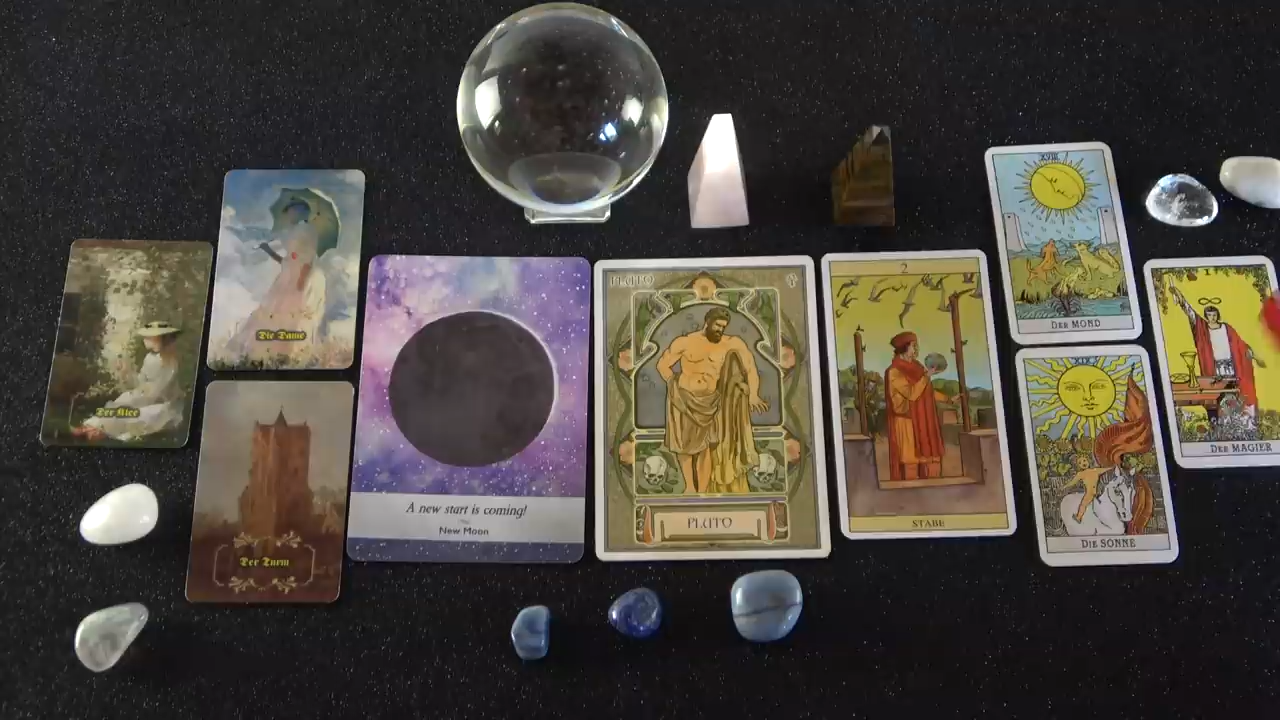 Der Klee
Die Dame
Der Turm
A new start is coming!
New Moon
PLUTO
PLUTO
2
STÄBE
XVIII
DER MOND
XIX
DIE SONNE
I
DER MAGIER